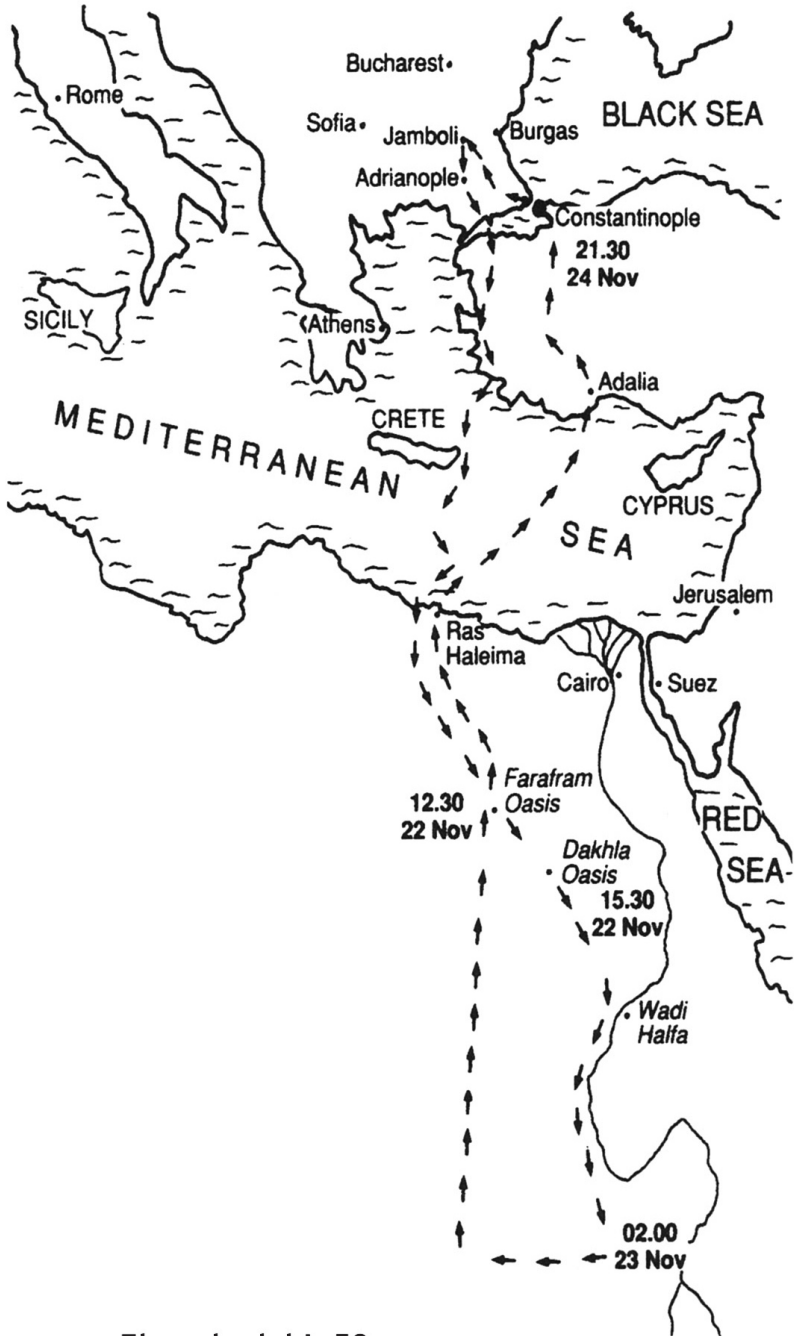 Bucharest
Rome
Sofia
Jamboli
Burgas
BLACK SEA
Adrianople
Constantinople
21.30
24 Nov
SICILY
Athens
Adalia
MEDITERRANEAN
CRETE
CYPRUS
SEA
Jerusalem
Ras
Haleima
Cairo
Suez
Farafram
Oasis
12.30
22 Nov
RED
SEA
Dakhla
Oasis
15.30
22 Nov
Wadi
Halfa
02.00
23 Nov